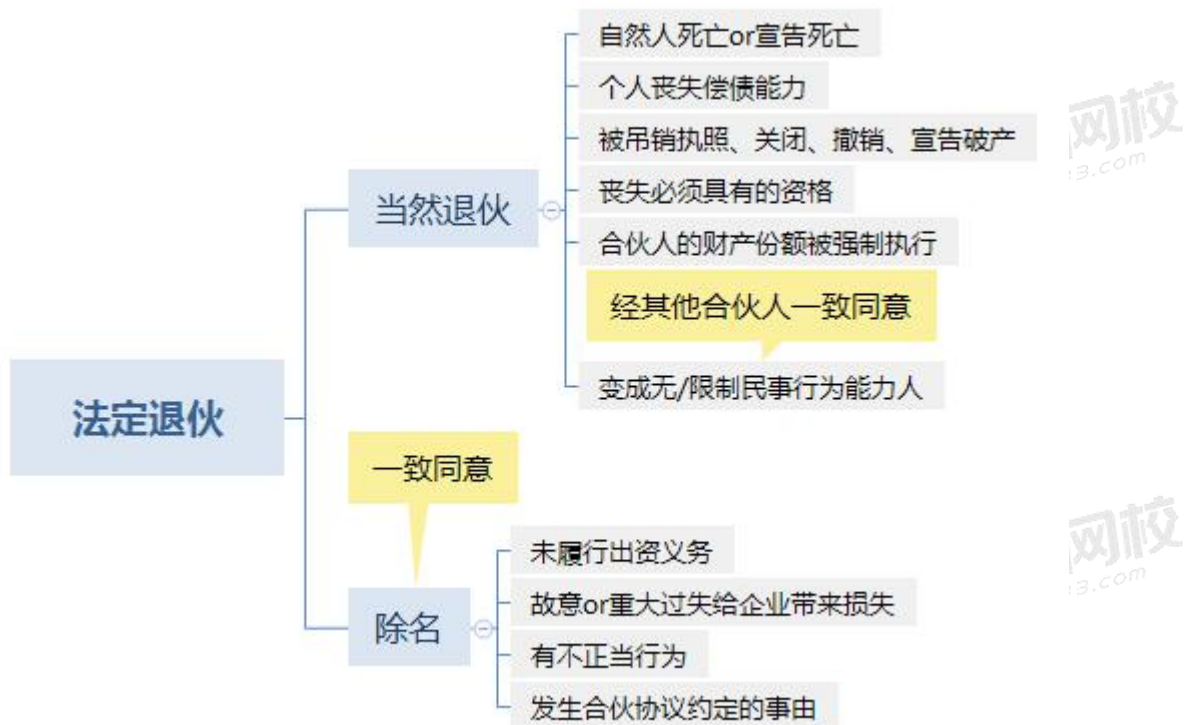 自然人死亡or宣告死亡
个人丧失偿债能力
被吊销执照、关闭、撤销、宣告破产
当然退伙
丧失必须具有的资格
合伙人的财产份额被强制执行
经其他合伙人一致同意
变成无/限制民事行为能力人
法定退伙
一致同意
未履行出资义务
故意or重大过失给企业带来损失
除名
有不正当行为
发生合伙协议约定的事由
网校
3.com
网校
3.com